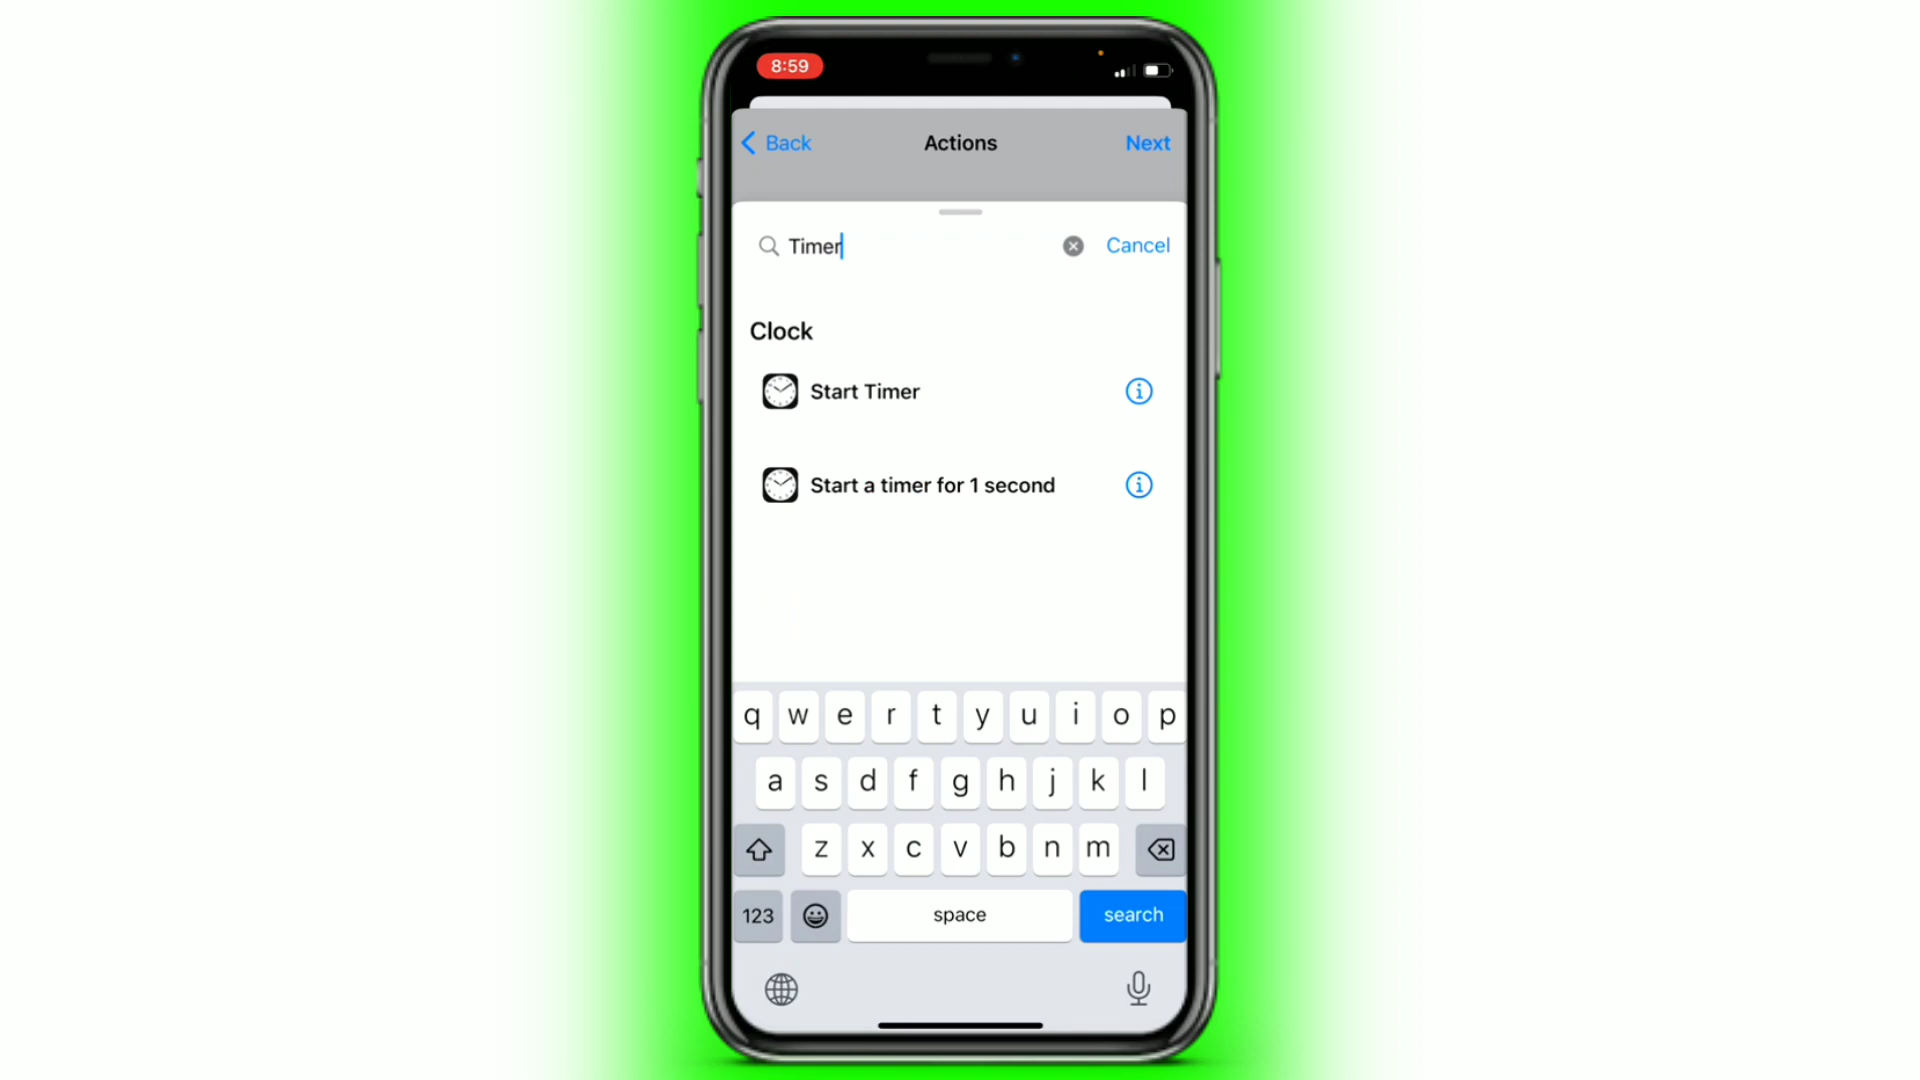 8:59
Back Actions Next
Timer Cancel
Clock
Start Timer
Start a timer for 1 second
q w e r t y u i o p
a s d f g h j k l
z x c v b n m
123 space search